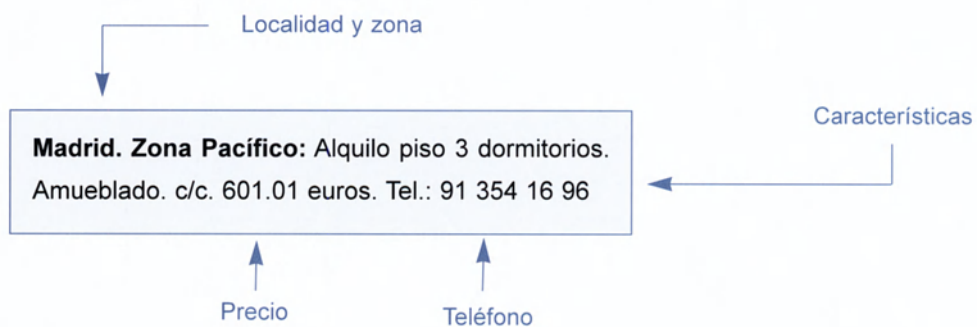 Localidad y zona
Características
Madrid. Zona Pacífico: Alquilo piso 3 dormitorios.
Amueblado. c/c. 601.01 euros. Tel.: 91 354 16 96
Precio
Teléfono